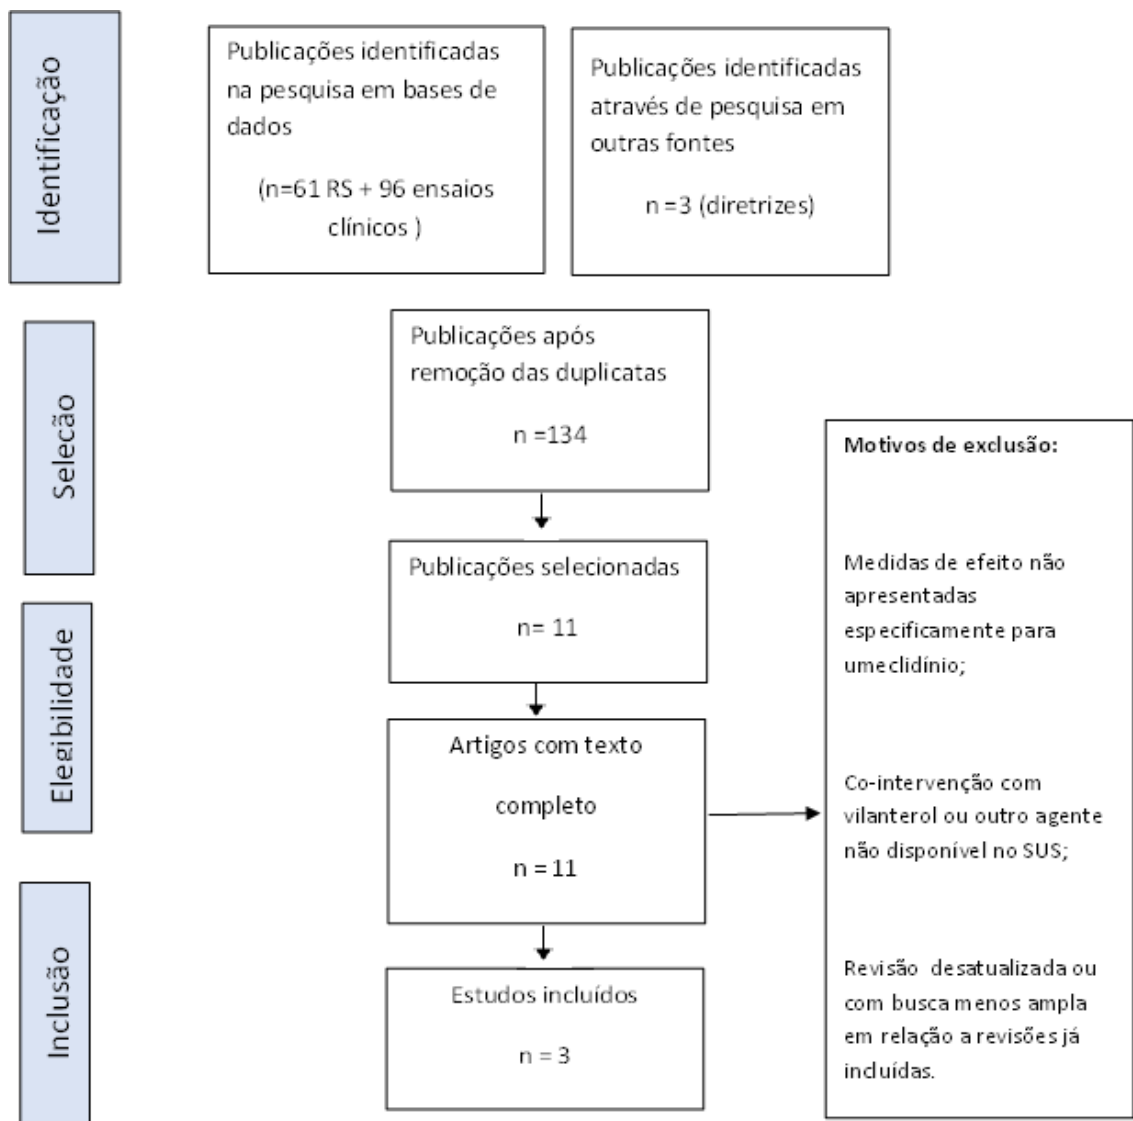 Identificação
Publicações identificadas
na pesquisa em bases de
dados
(n=61 RS + 96 ensaios
clínicos )
Publicações identificadas
através de pesquisa em
outras fontes
n =3 (diretrizes)
Selecão
Publicações após
remoção das duplicatas
n =134
Publicações selecionadas
n= 11
Elegibilidade
Artigos com texto
completo
n = 11
Motivos de exclusão:
Medidas de efeito não
apresentadas
especificamente para
umeclidínio;
Co-intervenção com
vilanterol ou outro agente
não disponível no SUS;
Revisão desatualizada ou
com busca menos ampla
em relação a revisões já
incluídas.
Inclusão
Estudos incluídos
n = 3